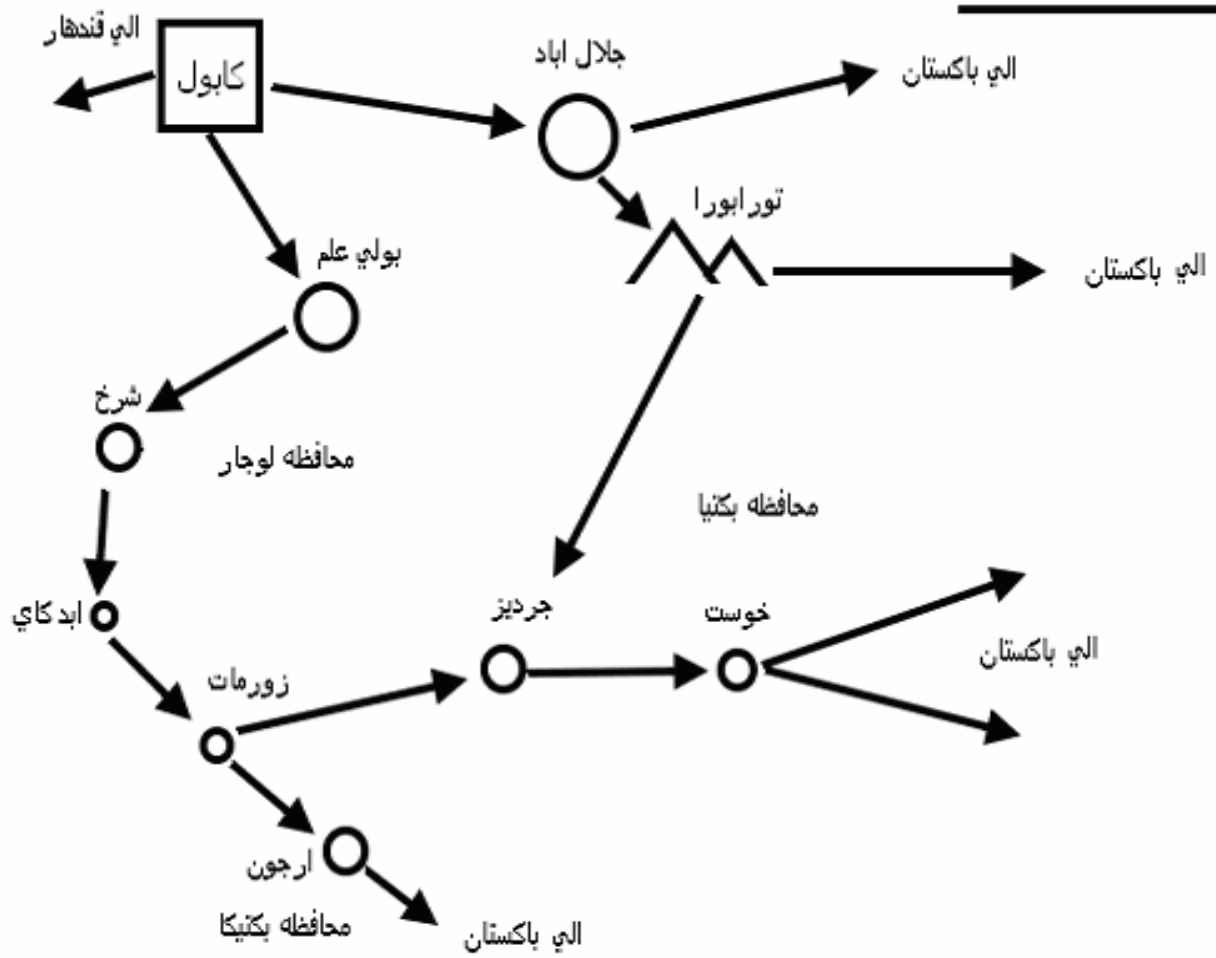 الي قندهار
كابول
جلال اباد
الي باكستان
تورابورا
بولي علم
الي باكستان
شرخ
محافظه لوجار
محافظه بكتيا
ابدكاي
جرديز
خوست
الي باكستان
زورمات
ارجون
محافظه بكتيكا
الي باكستان